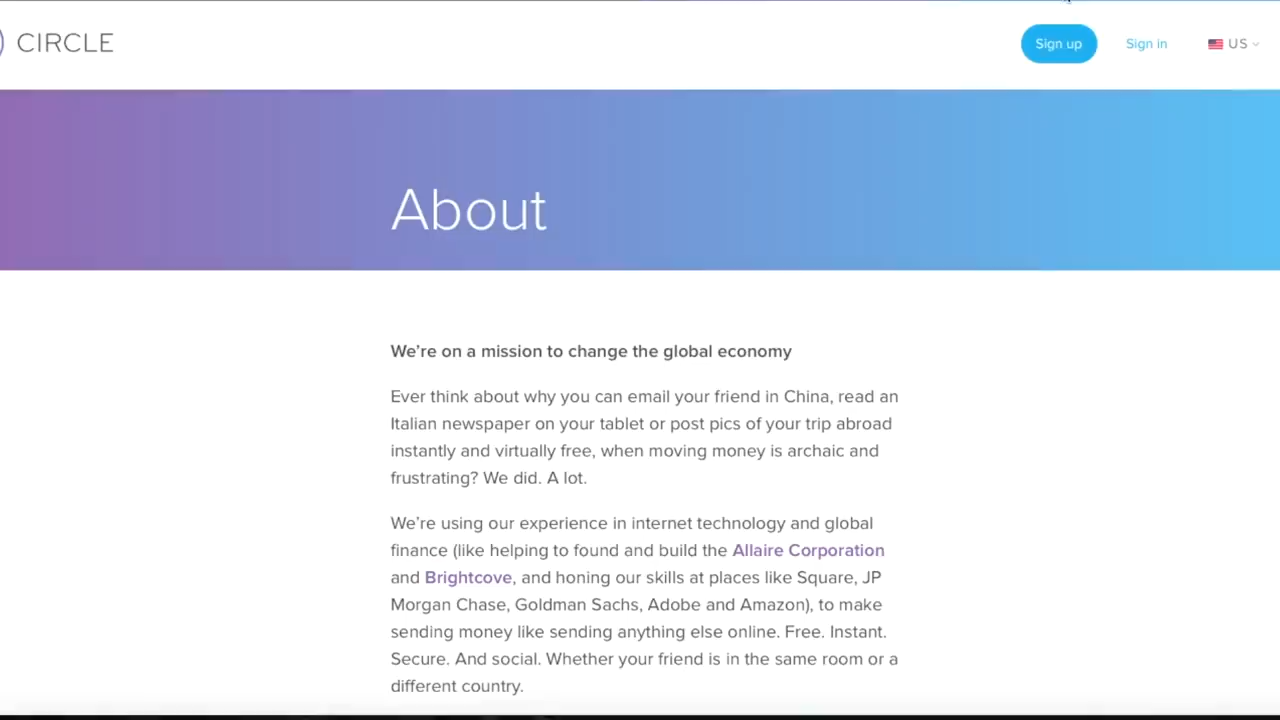 CIRCLE
Sign up
Sign in
US
About
We're on a mission to change the global economy
Ever think about why you can email your friend in China, read an
Italian newspaper on your tablet or post pics of your trip abroad
instantly and virtually free, when moving money is archaic and
frustrating? We did. A lot.
We're using our experience in internet technology and global
finance (like helping to found and build the Allaire Corporation
and Brightcove, and honing our skills at places like Square, JP
Morgan Chase, Goldman Sachs, Adobe and Amazon), to make
sending money like sending anything else online. Free. Instant.
Secure. And social. Whether your friend is in the same room or a
different country.